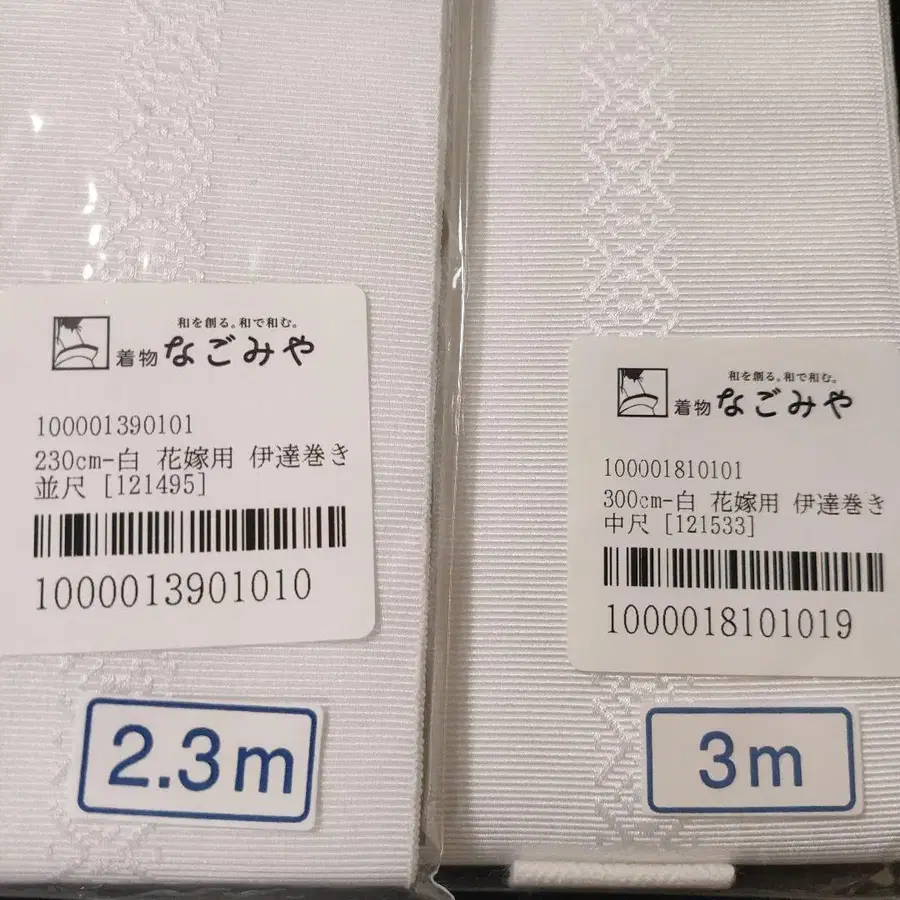 和を創る。和で和む。
着物 なごみや
100001390101
230cm-白 花嫁用 伊達巻き
並尺 [121495]
1000013901010
2.3m
和を創る。和で和む。
着物 なごみや
100001810101
300cm-白 花嫁用 伊達巻き
中尺 [121533]
1000018101019
3m